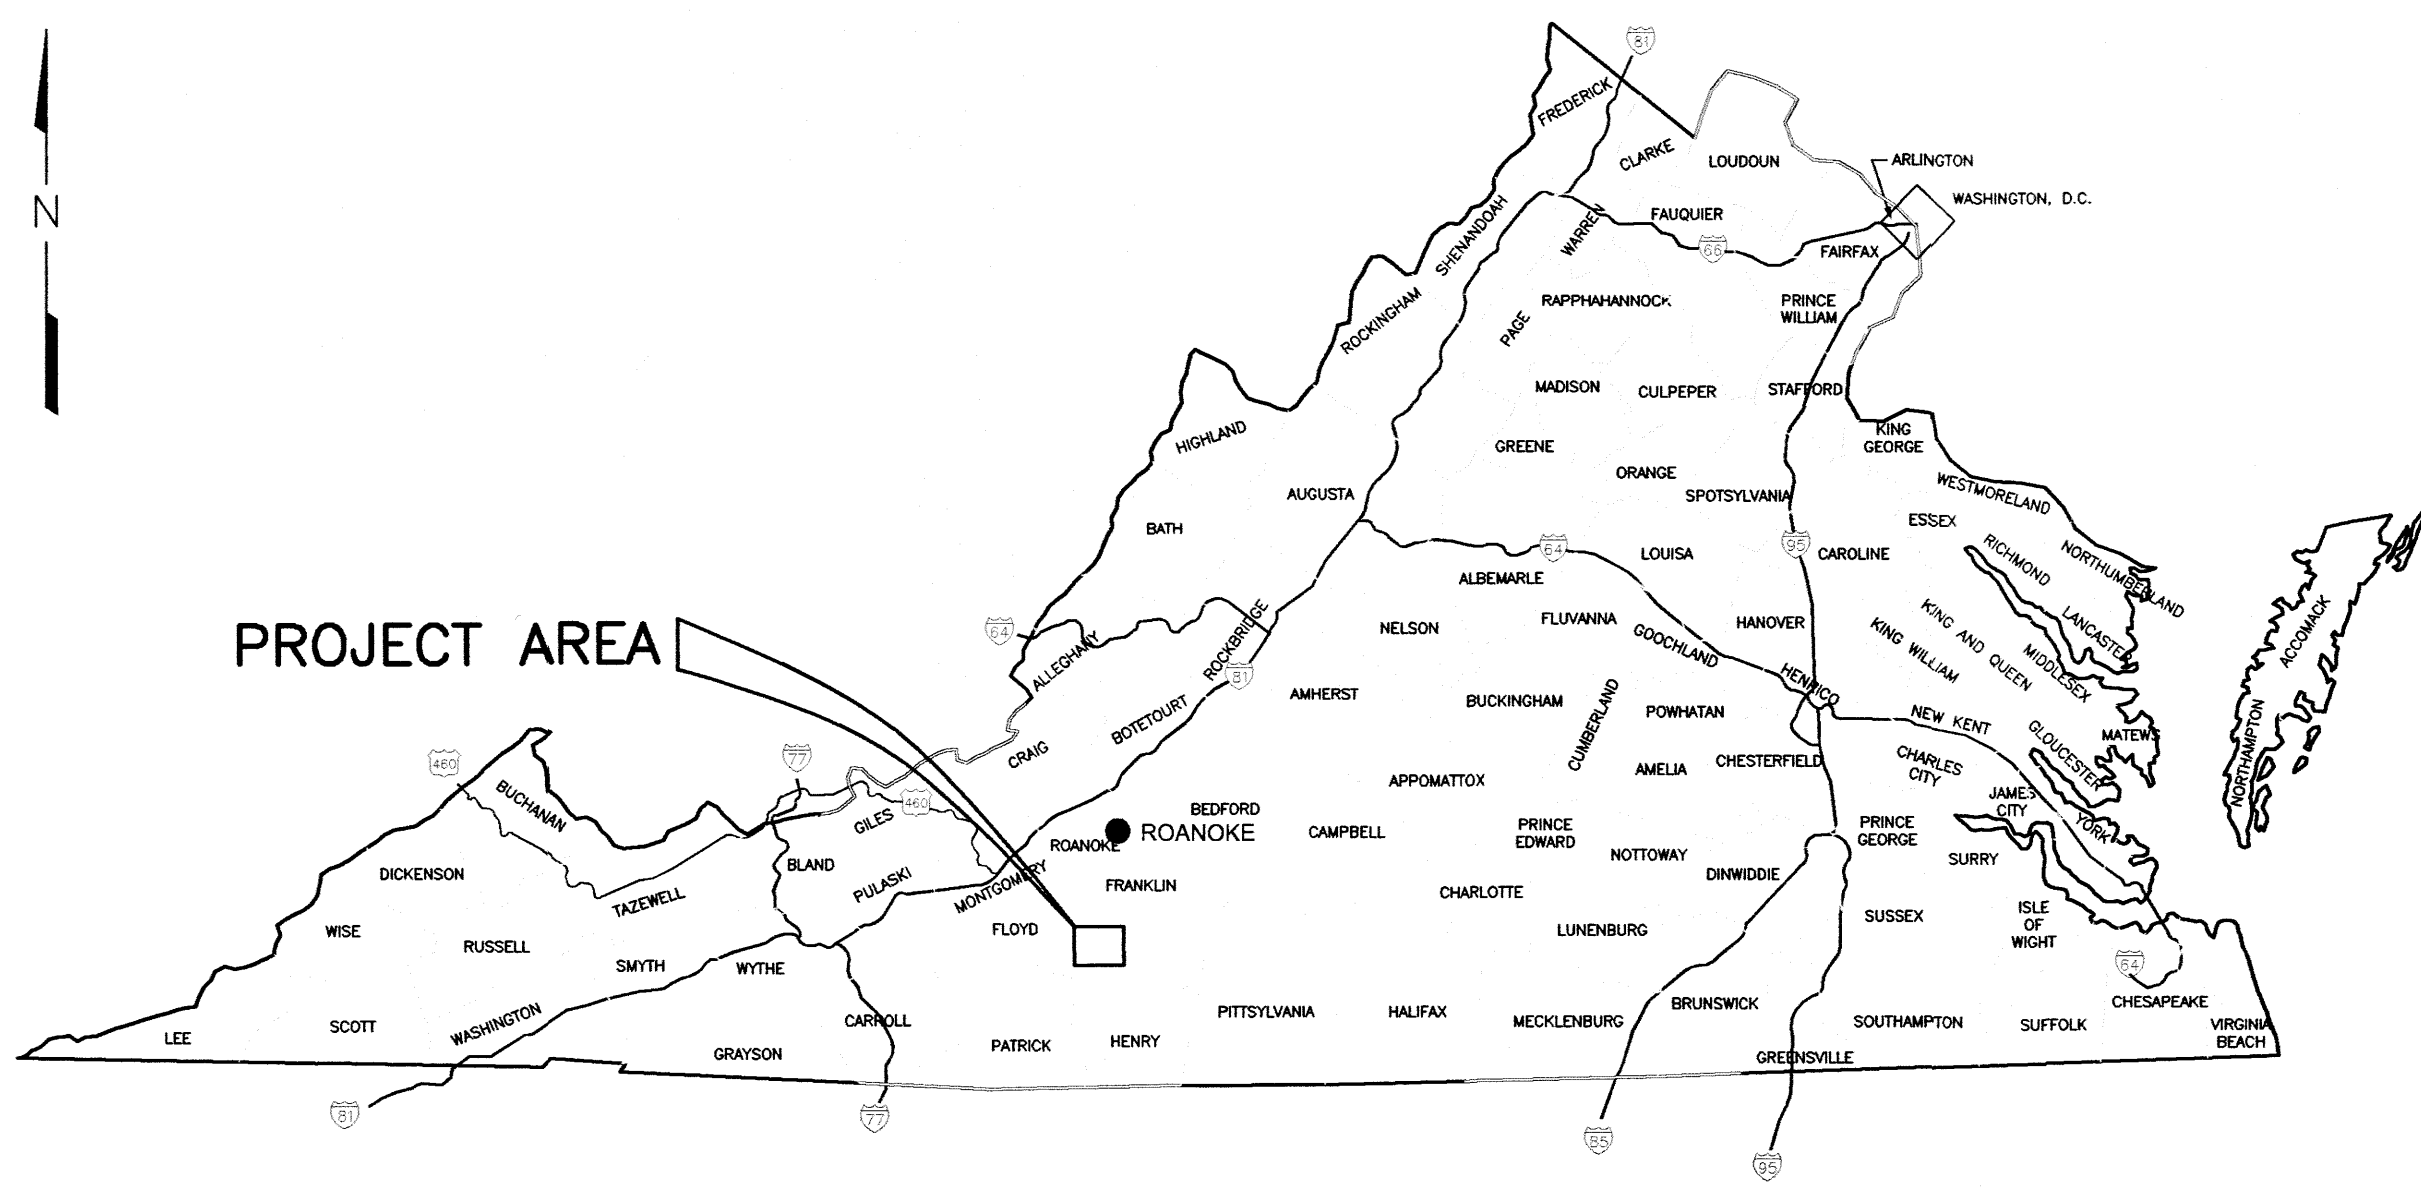 81
FREDERICK
CLARKE
LOUDOUN
ARLINGTON
WASHINGTON, D.C.
N
SHENANDOAH
WARREN
FAUQUIER
66
FAIRFAX
ROCKINGHAM
PAGE
RAPPHAHANNOCK
PRINCE
WILLIAM
MADISON
CULPEPER
STAFFORD
HIGHLAND
GREENE
KING
GEORGE
ORANGE
AUGUSTA
SPOTSYLVANIA
WESTMORELAND
BATH
ESSEX
64
LOUISA
95
CAROLINE
RICHMOND
NORTHUMBERLAND
ALBEMARLE
PROJECT AREA
64
ALLEGHANY
ROCKBRIDGE
NELSON
FLUVANNA
GOOCHLAND
HANOVER
KING WILLIAM
KING AND QUEEN
LANCASTER
ACCOMACK
81
AMHERST
BUCKINGHAM
CUMBERLAND
POWHATAN
HENRICO
MIDDLESEX
CRAIG
BOTETOURT
NEW KENT
GLOUCESTER
MATEWS
NORTHAMPTON
460
77
APPOMATTOX
AMELIA
CHESTERFIELD
CHARLES
CITY
BUCHANAN
GILES
460
BEDFORD
JAMES
CITY
ROANOKE
ROANOKE
CAMPBELL
PRINCE
EDWARD
NOTTOWAY
PRINCE
GEORGE
YORK
DICKENSON
BLAND
PULASKI
MONTGOMERY
FRANKLIN
CHARLOTTE
DINWIDDIE
SURRY
TAZEWELL
WISE
RUSSELL
FLOYD
LUNENBURG
SUSSEX
ISLE
OF
WIGHT
SMYTH
WYTHE
64
LEE
SCOTT
WASHINGTON
CARROLL
PITTSYLVANIA
HALIFAX
MECKLENBURG
BRUNSWICK
SOUTHAMPTON
SUFFOLK
CHESAPEAKE
VIRGINIA
BEACH
GRAYSON
PATRICK
HENRY
GREENSVILLE
81
77
85
95